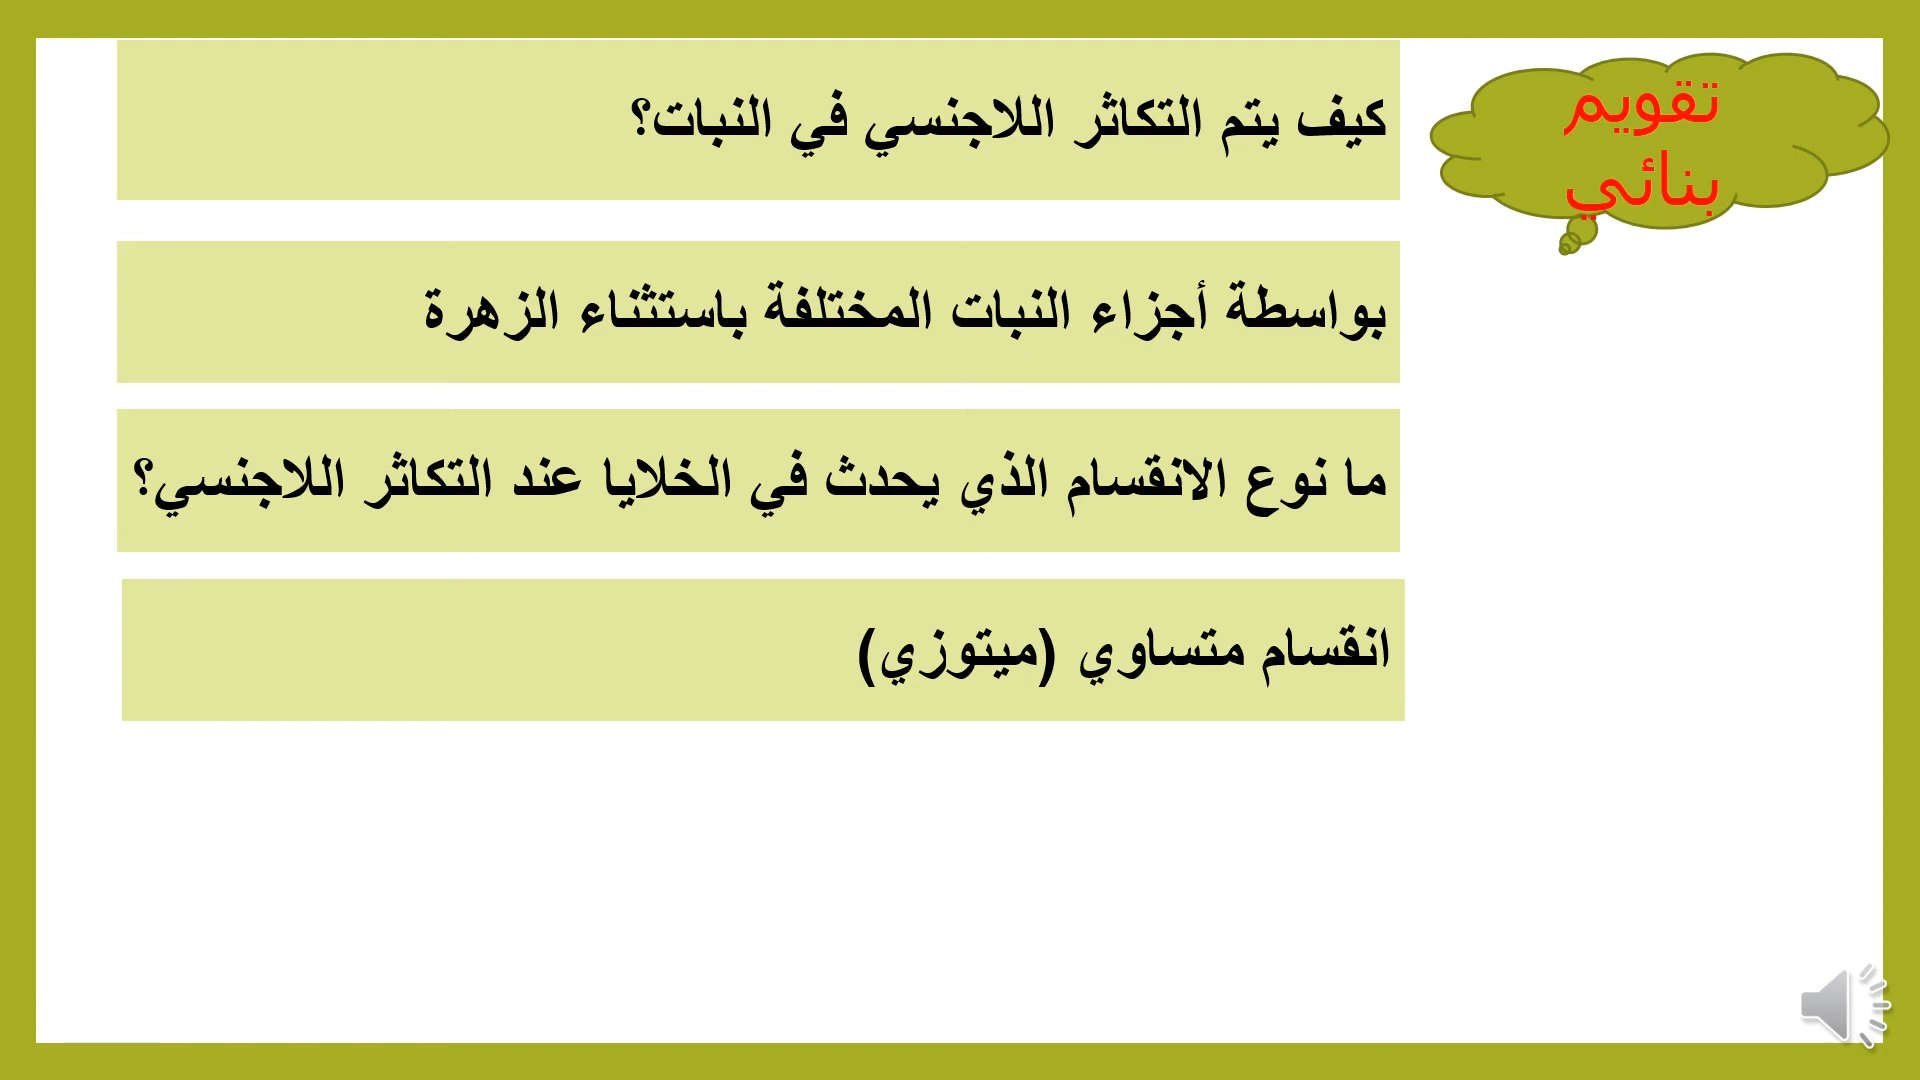 تقويم
بنائي
كيف يتم التكاثر اللاجنسي في النبات؟
بواسطة أجزاء النبات المختلفة باستثناء الزهرة
ما نوع الانقسام الذي يحدث في الخلايا عند التكاثر اللاجنسي؟
انقسام متساوي (ميتوزي)